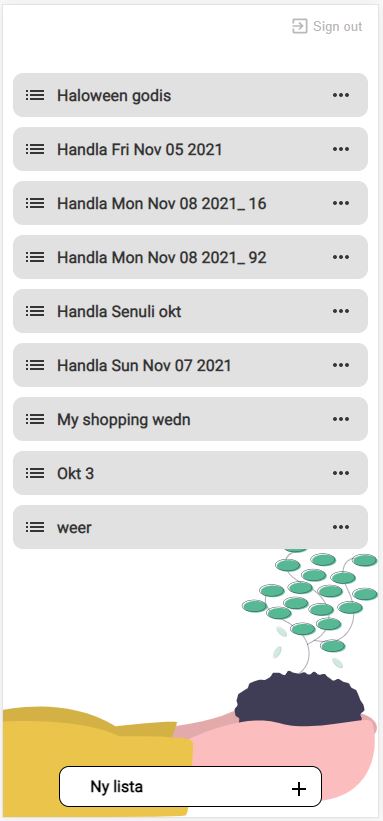 Sign out
Haloween godis
Handla Fri Nov 05 2021
Handla Mon Nov 08 2021_ 16
Handla Mon Nov 08 2021_ 92
Handla Senuli okt
Handla Sun Nov 07 2021
My shopping wedn
Okt 3
weer
Ny lista